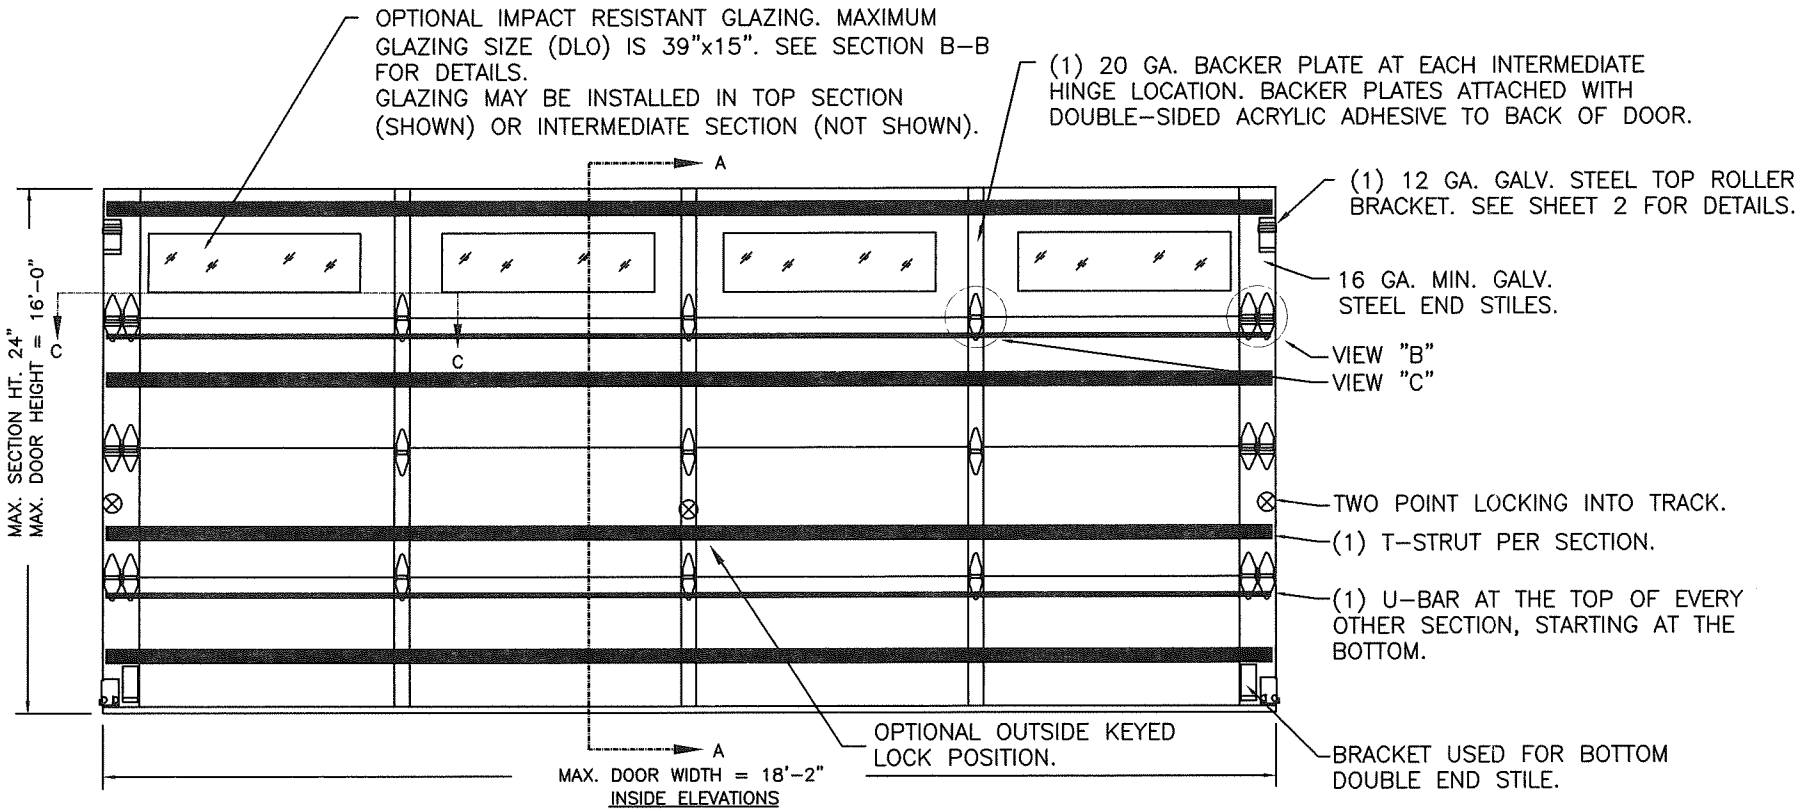 OPTIONAL IMPACT RESISTANT GLAZING. MAXIMUM
GLAZING SIZE (DLO) IS 39"x15". SEE SECTION B-B
FOR DETAILS.
GLAZING MAY BE INSTALLED IN TOP SECTION
(SHOWN) OR INTERMEDIATE SECTION (NOT SHOWN).
(1) 20 GA. BACKER PLATE AT EACH INTERMEDIATE
HINGE LOCATION. BACKER PLATES ATTACHED WITH
DOUBLE-SIDED ACRYLIC ADHESIVE TO BACK OF DOOR.
A
(1) 12 GA. GALV. STEEL TOP ROLLER
BRACKET. SEE SHEET 2 FOR DETAILS.
16 GA. MIN. GALV.
STEEL END STILES.
MAX. SECTION HT. 24"
MAX. DOOR HEIGHT = 16'-0"
C
C
VIEW "B"
VIEW "C"
TWO POINT LOCKING INTO TRACK.
(1) T-STRUT PER SECTION.
(1) U-BAR AT THE TOP OF EVERY
OTHER SECTION, STARTING AT THE
BOTTOM.
OPTIONAL OUTSIDE KEYED
LOCK POSITION.
A
BRACKET USED FOR BOTTOM
DOUBLE END STILE.
MAX. DOOR WIDTH = 18'-2"
INSIDE ELEVATIONS